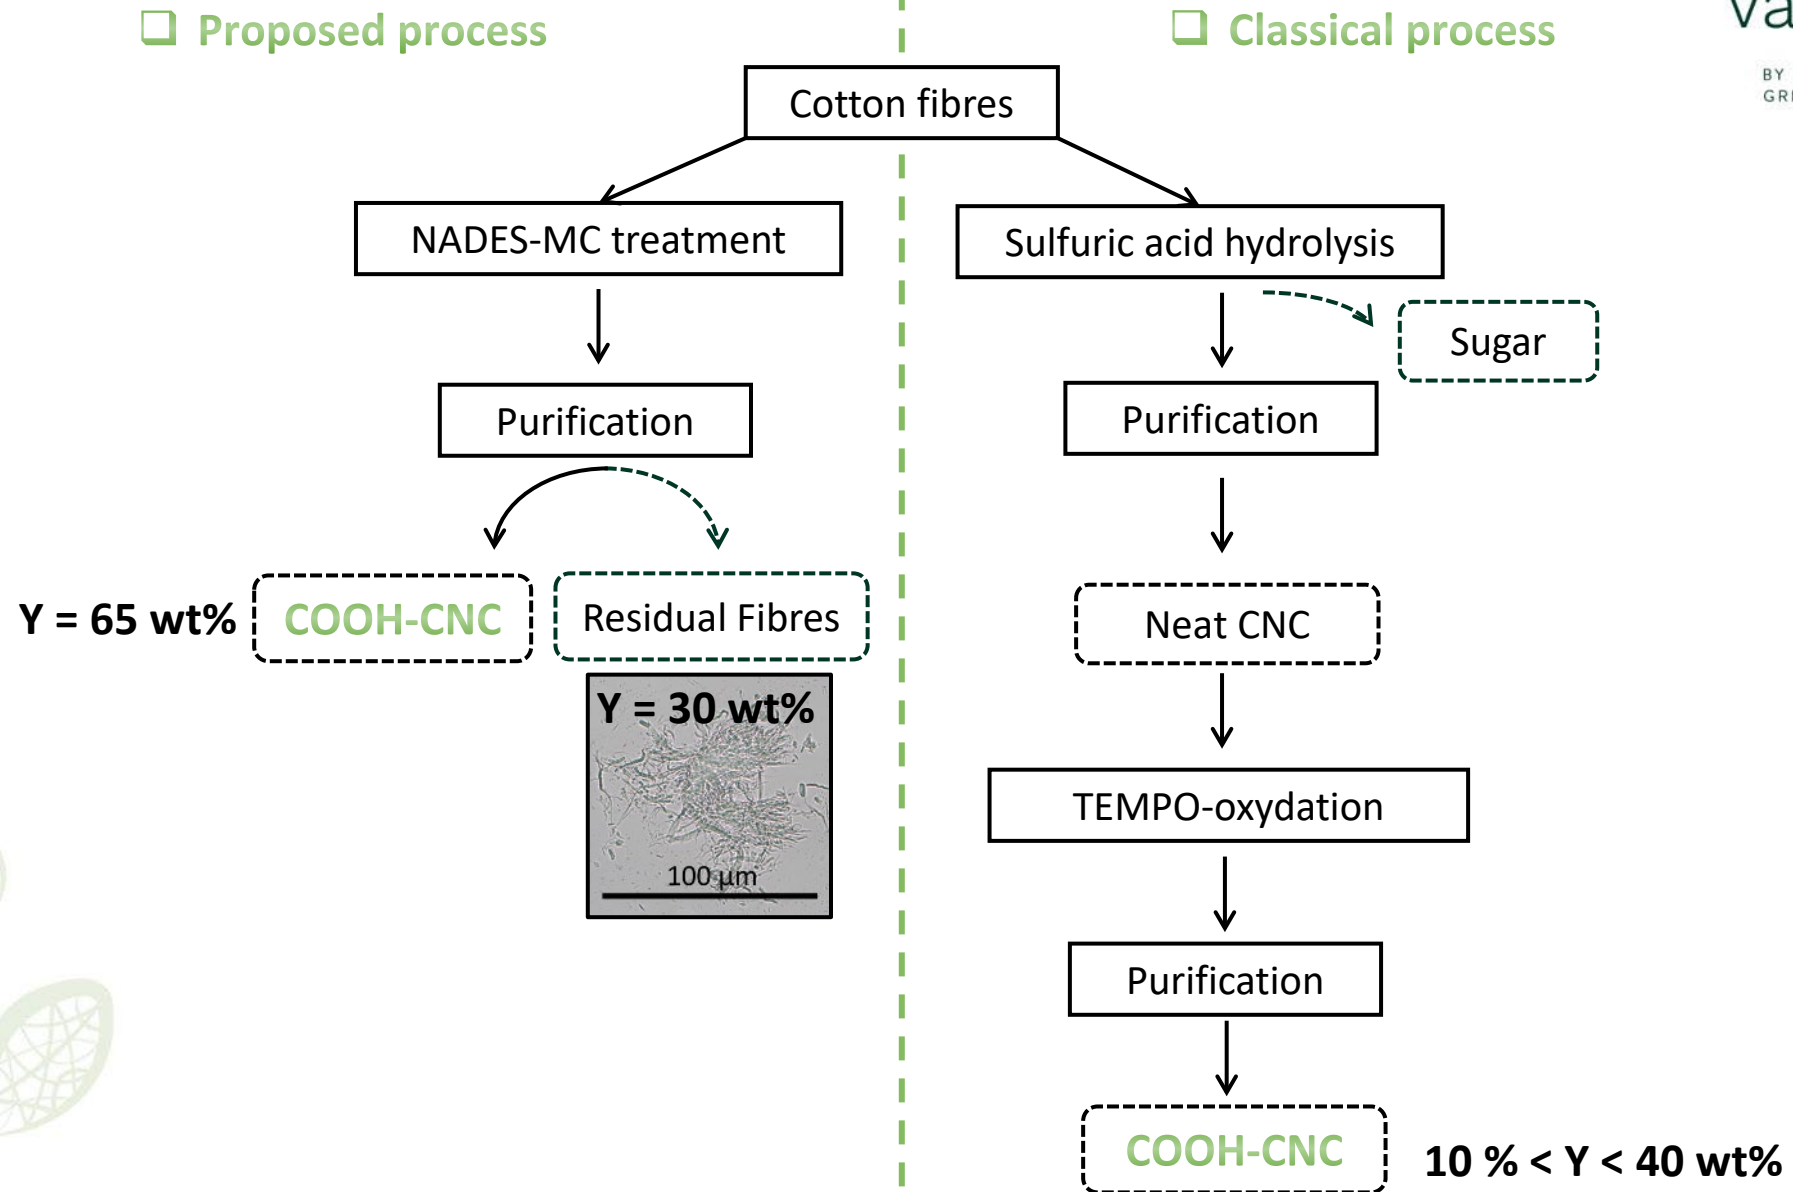 Proposed process
Classical process
Cotton fibres
NADES-MC treatment
Sulfuric acid hydrolysis
Sugar
Purification
Purification
Y = 65 wt%
COOH-CNC
Residual Fibres
Neat CNC
Y = 30 wt%
100 µm
TEMPO-oxydation
Purification
COOH-CNC
10 % < Y < 40 wt%